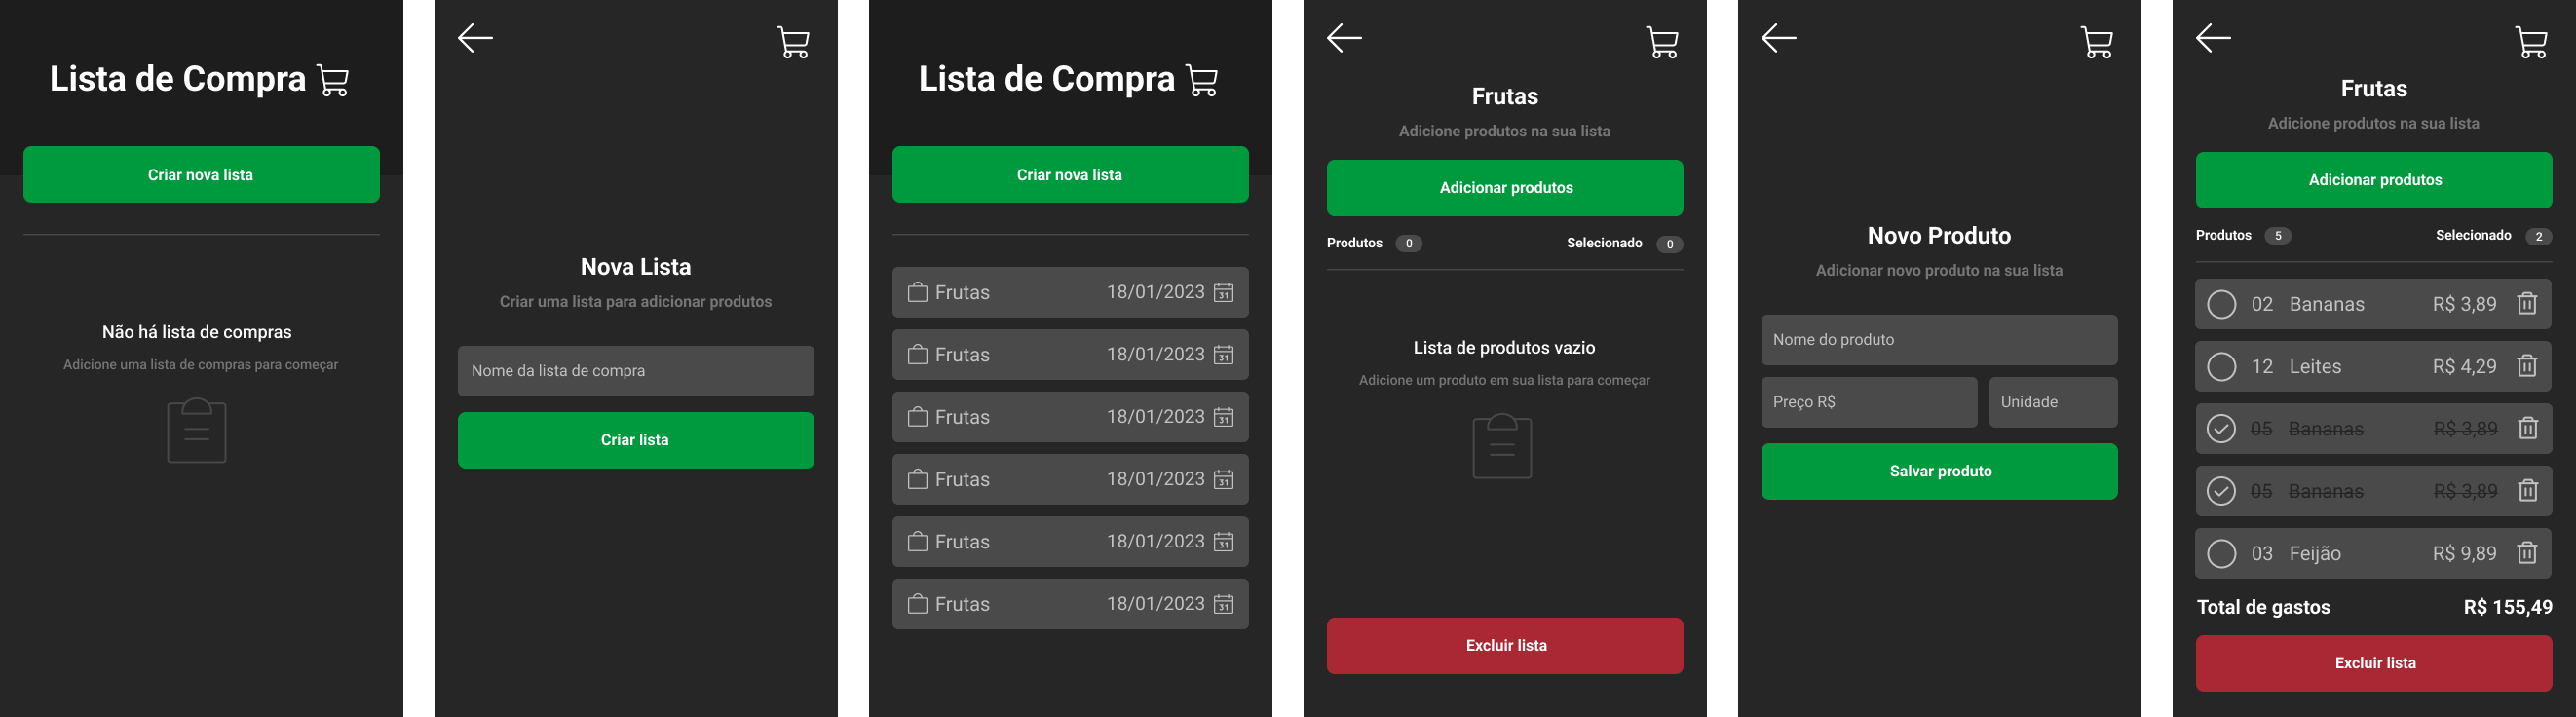 Lista de Compra
Criar nova lista
Não há lista de compras
Adicione uma lista de compras para começar
Nova Lista
Criar uma lista para adicionar produtos
Nome da lista de compra
Criar lista
Lista de Compra
Criar nova lista
Frutas 18/01/2023 31
Frutas 18/01/2023 31
Frutas 18/01/2023 31
Frutas 18/01/2023 31
Frutas 18/01/2023 31
Frutas 18/01/2023 31
Frutas
Adicione produtos na sua lista
Adicionar produtos
Produtos 0 Selecionado 0
Lista de produtos vazio
Adicione um produto em sua lista para começar
Excluir lista
Novo Produto
Adicionar novo produto na sua lista
Nome do produto
Preço R$ Unidade
Salvar produto
Frutas
Adicione produtos na sua lista
Adicionar produtos
Produtos 5 Selecionado 2
02 Bananas R$ 3,89
12 Leites R$ 4,29
05 Bananas R$ 3,89
05 Bananas R$ 3,89
03 Feijão R$ 9,89
Total de gastos R$ 155,49
Excluir lista